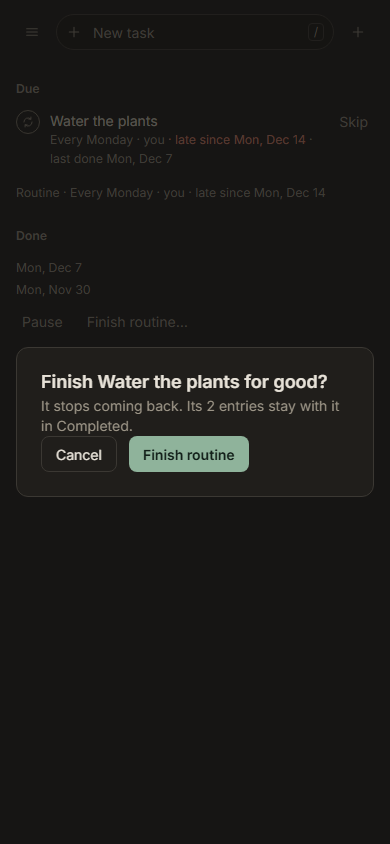 New task /
Due
Water the plants
Skip
Every Monday · you · late since Mon, Dec 14 ·
last done Mon, Dec 7
Routine · Every Monday · you · late since Mon, Dec 14
Done
Mon, Dec 7
Mon, Nov 30
Pause Finish routine...
Finish Water the plants for good?
It stops coming back. Its 2 entries stay with it
in Completed.
Cancel Finish routine